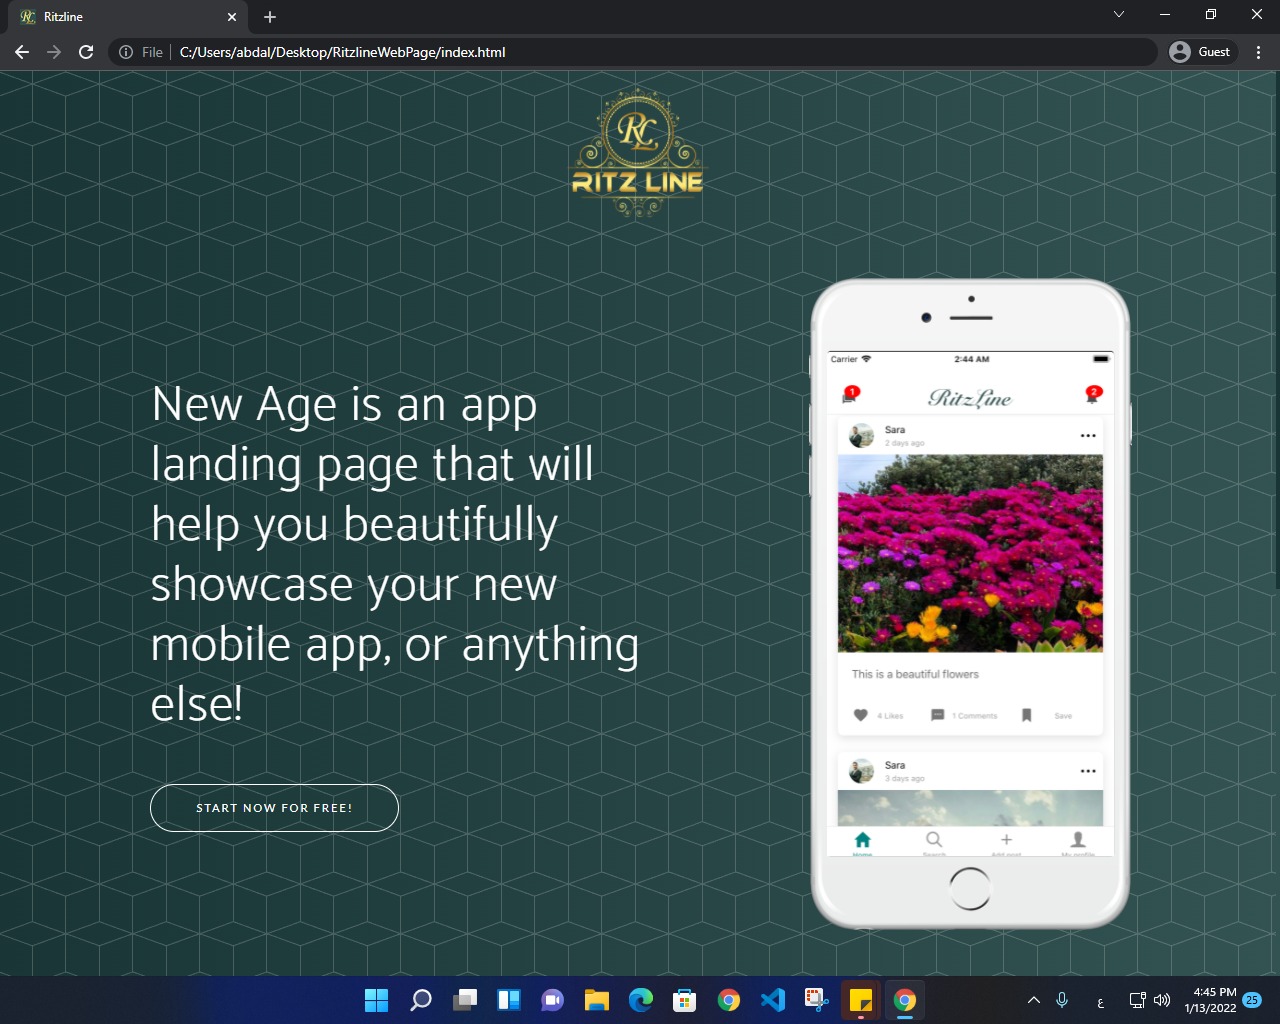 Ritzline
File
C:/Users/abdal/Desktop/RitzlineWebPage/index.html
Guest
RL
RITZ LINE
New Age is an app
landing page that will
help you beautifully
showcase your new
mobile app, or anything
else!
START NOW FOR FREE!
Carrier
2:44 AM
1
RitzLine
2
Sara
2 days ago
This is a beautiful flowers
4 Likes
1 Comments
Save
Sara
3 days ago
Home
Search
Add post
My profile
ع
4:45 PM
1/13/2022
25